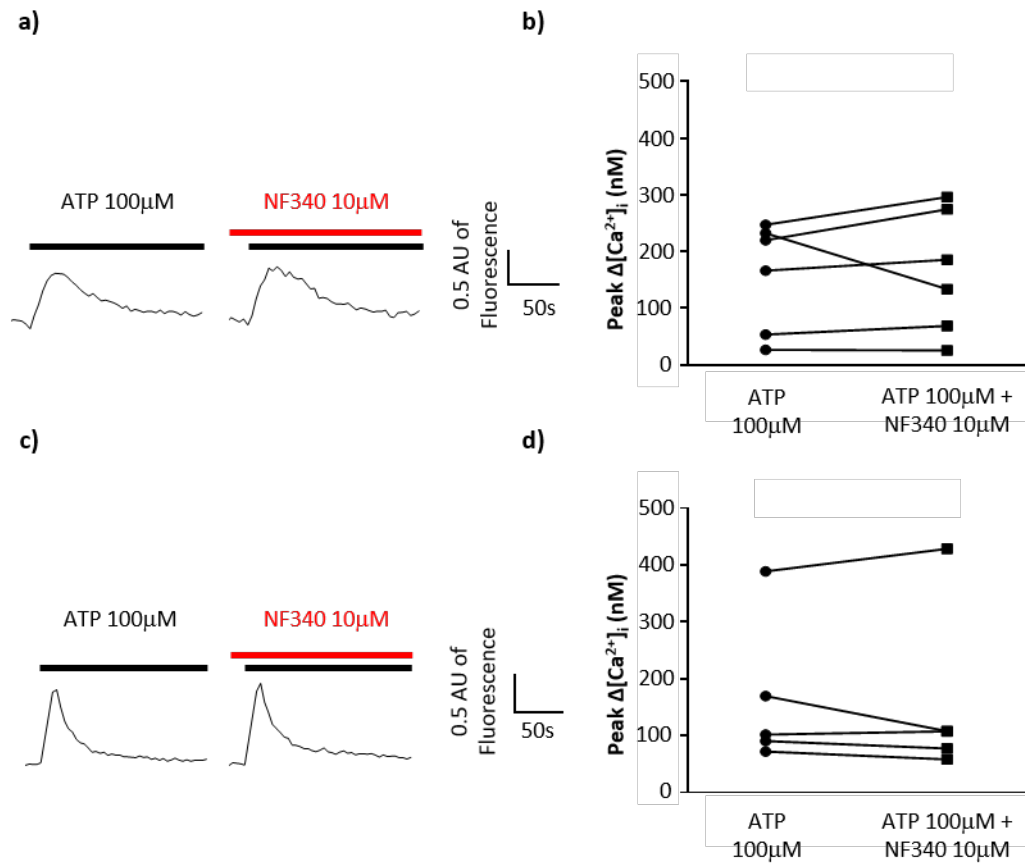 a)
ATP 100μM
NF340 10μM
0.5 AU of
Fluorescence
50s
b)
Peak Δ[Ca²⁺]ᵢ (nM)
500
400
300
200
100
0
ATP
100μM
ATP 100μM +
NF340 10μM
c)
ATP 100μM
NF340 10μM
0.5 AU of
Fluorescence
50s
d)
Peak Δ[Ca²⁺]ᵢ (nM)
500
400
300
200
100
0
ATP
100μM
ATP 100μM +
NF340 10μM